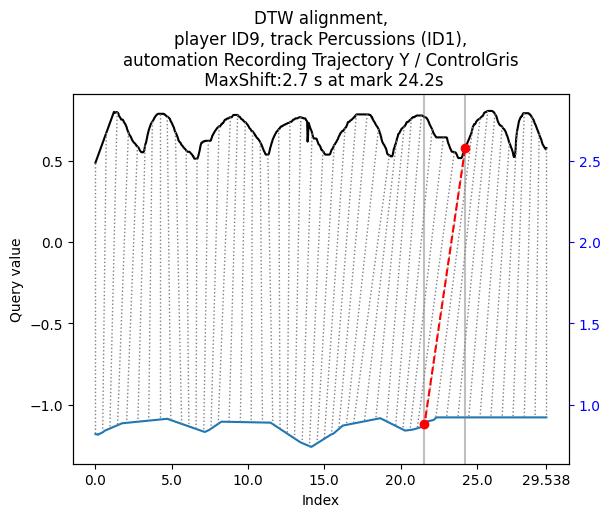 DTW alignment,
player ID9, track Percussions (ID1),
automation Recording Trajectory Y / ControlGris
MaxShift:2.7 s at mark 24.2s
Query value
0.5
0.0
−0.5
−1.0
2.5
2.0
1.5
1.0
0.0 5.0 10.0 15.0 20.0 25.0 29.538
Index